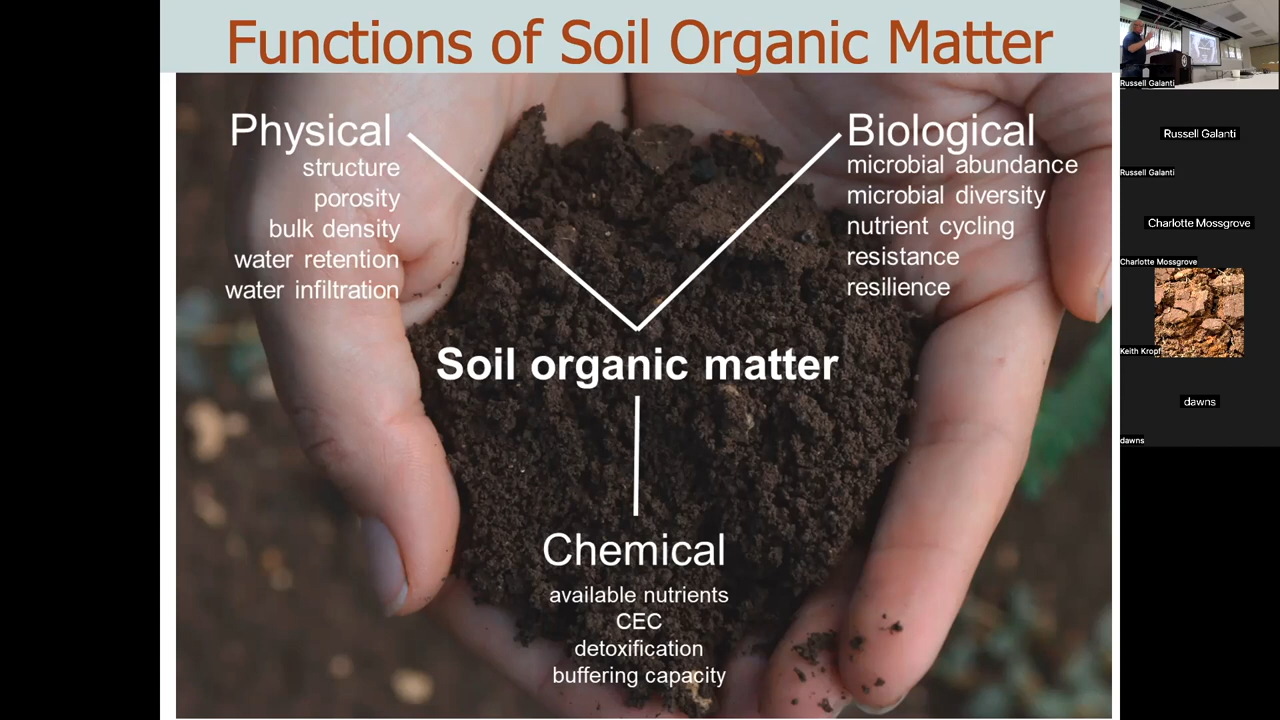 Functions of Soil Organic Matter
Physical
structure
porosity
bulk density
water retention
water infiltration
Biological
microbial abundance
microbial diversity
nutrient cycling
resistance
resilience
Soil organic matter
Chemical
available nutrients
CEC
detoxification
buffering capacity
Russell Galanti
Russell Galanti
Russell Galanti
Charlotte Mossgrove
Charlotte Mossgrove
Keith Kropf
dawns
dawns